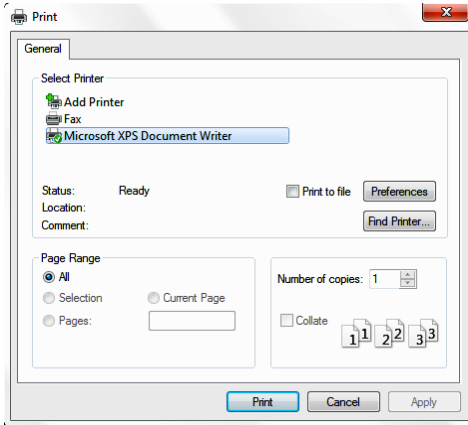 Print
General
Select Printer
Add Printer
Fax
Microsoft XPS Document Writer
Status: Ready
Print to file
Preferences
Location:
Comment:
Find Printer...
Page Range
All
Selection
Current Page
Pages:
Number of copies: 1
Collate
1 1 2 2 3 3
Print Cancel Apply